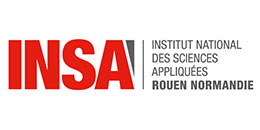 INSA
INSTITUT NATIONAL
DES SCIENCES
APPLIQUÉES
ROUEN NORMANDIE